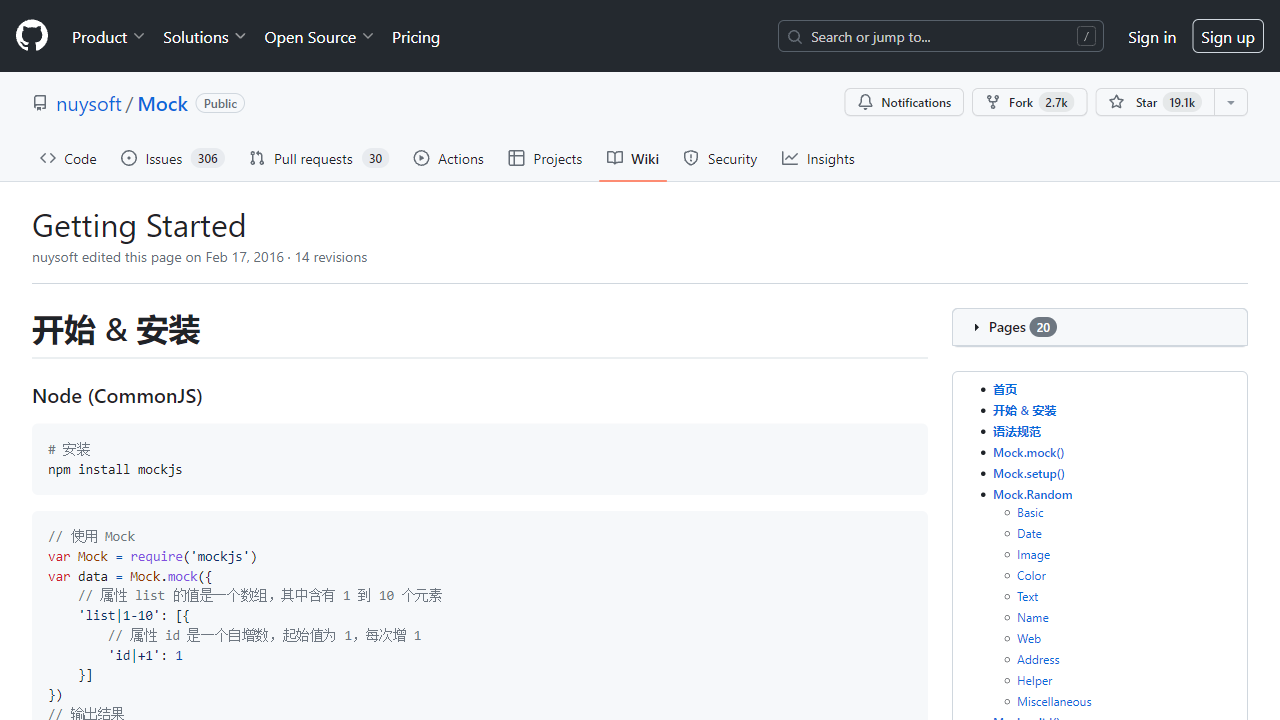 Product Solutions Open Source Pricing Search or jump to... / Sign in Sign up
nuysoft / Mock Public Notifications Fork 2.7k Star 19.1k
Code Issues 306 Pull requests 30 Actions Projects Wiki Security Insights
Getting Started
nuysoft edited this page on Feb 17, 2016 · 14 revisions
开始 & 安装
Node (CommonJS)
# 安装
npm install mockjs
// 使用 Mock
var Mock = require('mockjs')
var data = Mock.mock({
    // 属性 list 的值是一个数组，其中含有 1 到 10 个元素
    'list|1-10': [{
        // 属性 id 是一个自增数，起始值为 1，每次增 1
        'id|+1': 1
    }]
})
// 输出结果
Pages 20
首页
开始 & 安装
语法规范
Mock.mock()
Mock.setup()
Mock.Random
Basic
Date
Image
Color
Text
Name
Web
Address
Helper
Miscellaneous